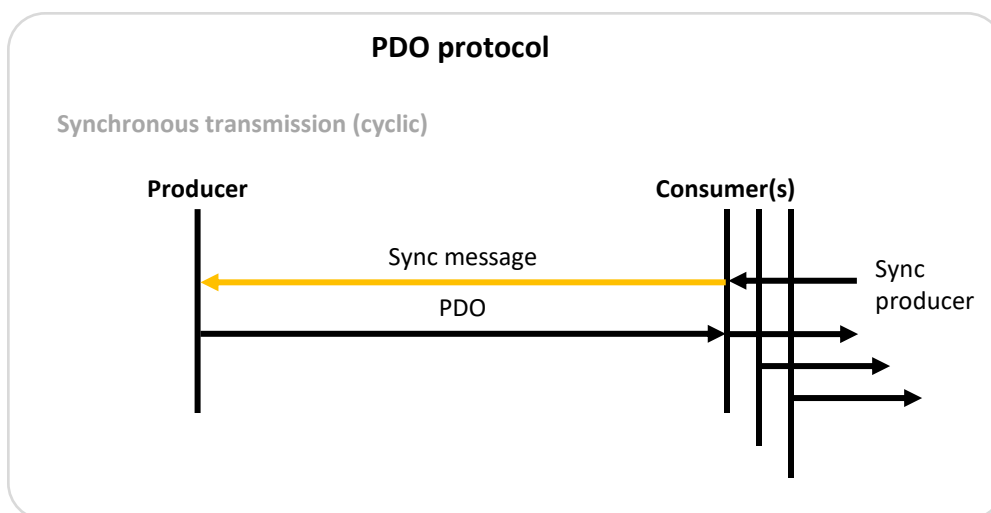 PDO protocol
Synchronous transmission (cyclic)
Producer
Consumer(s)
Sync message
Sync
producer
PDO